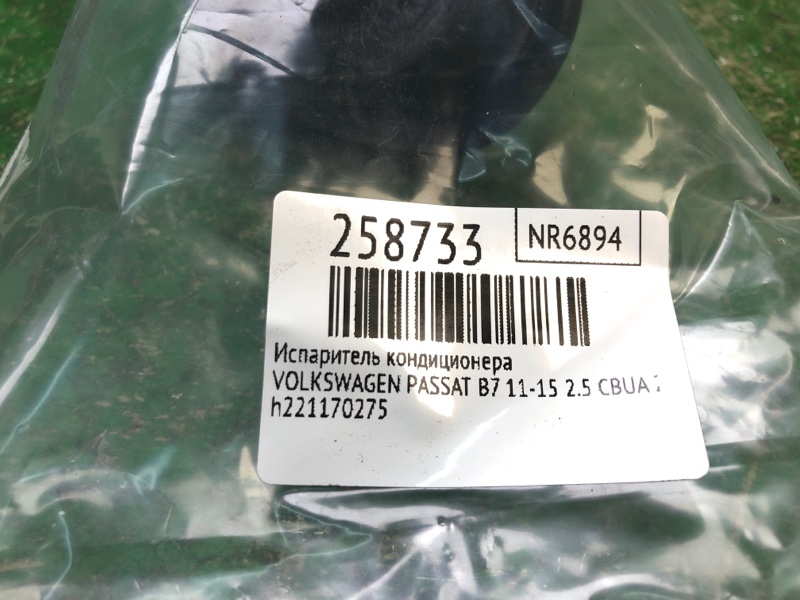 258733
NR6894
Испаритель кондиционера
VOLKSWAGEN PASSAT B7 11-15 2.5 CBUA
h221170275